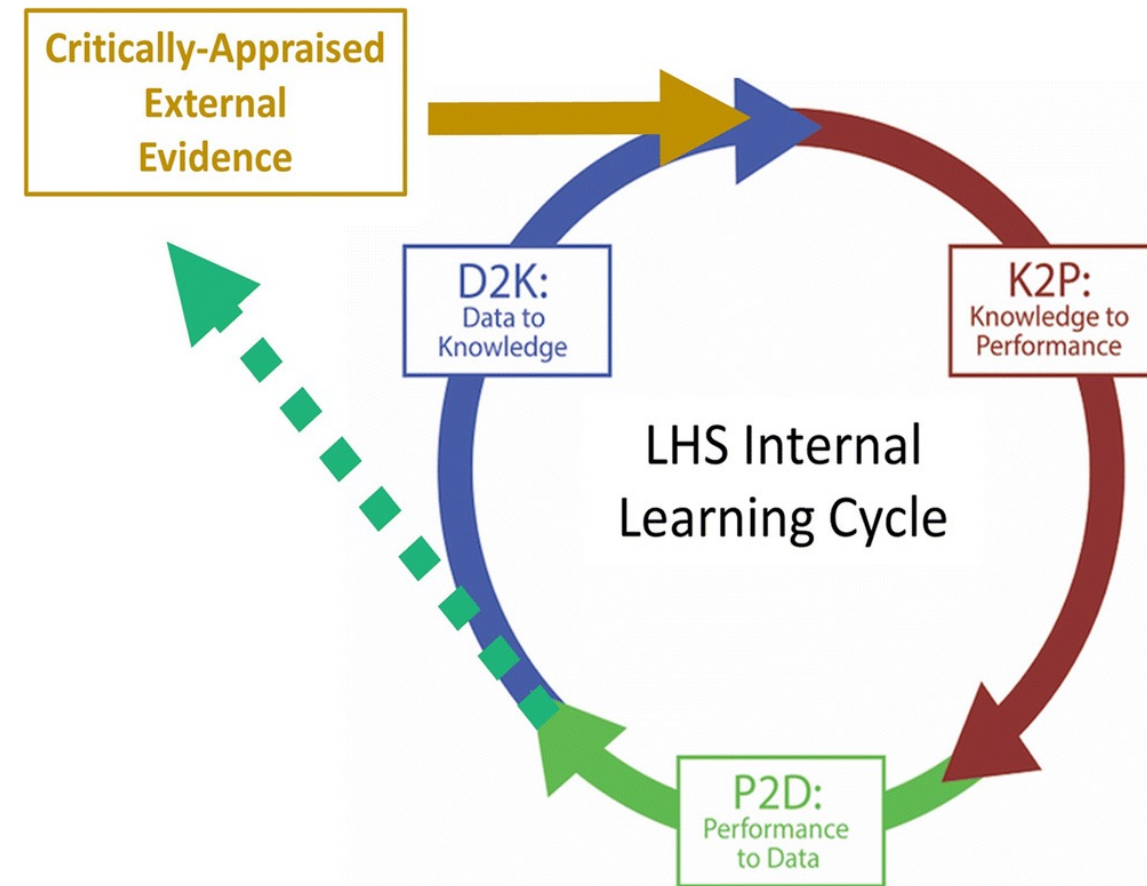 Critically-Appraised
External
Evidence
D2K:
Data to
Knowledge
K2P:
Knowledge to
Performance
LHS Internal
Learning Cycle
P2D:
Performance
to Data